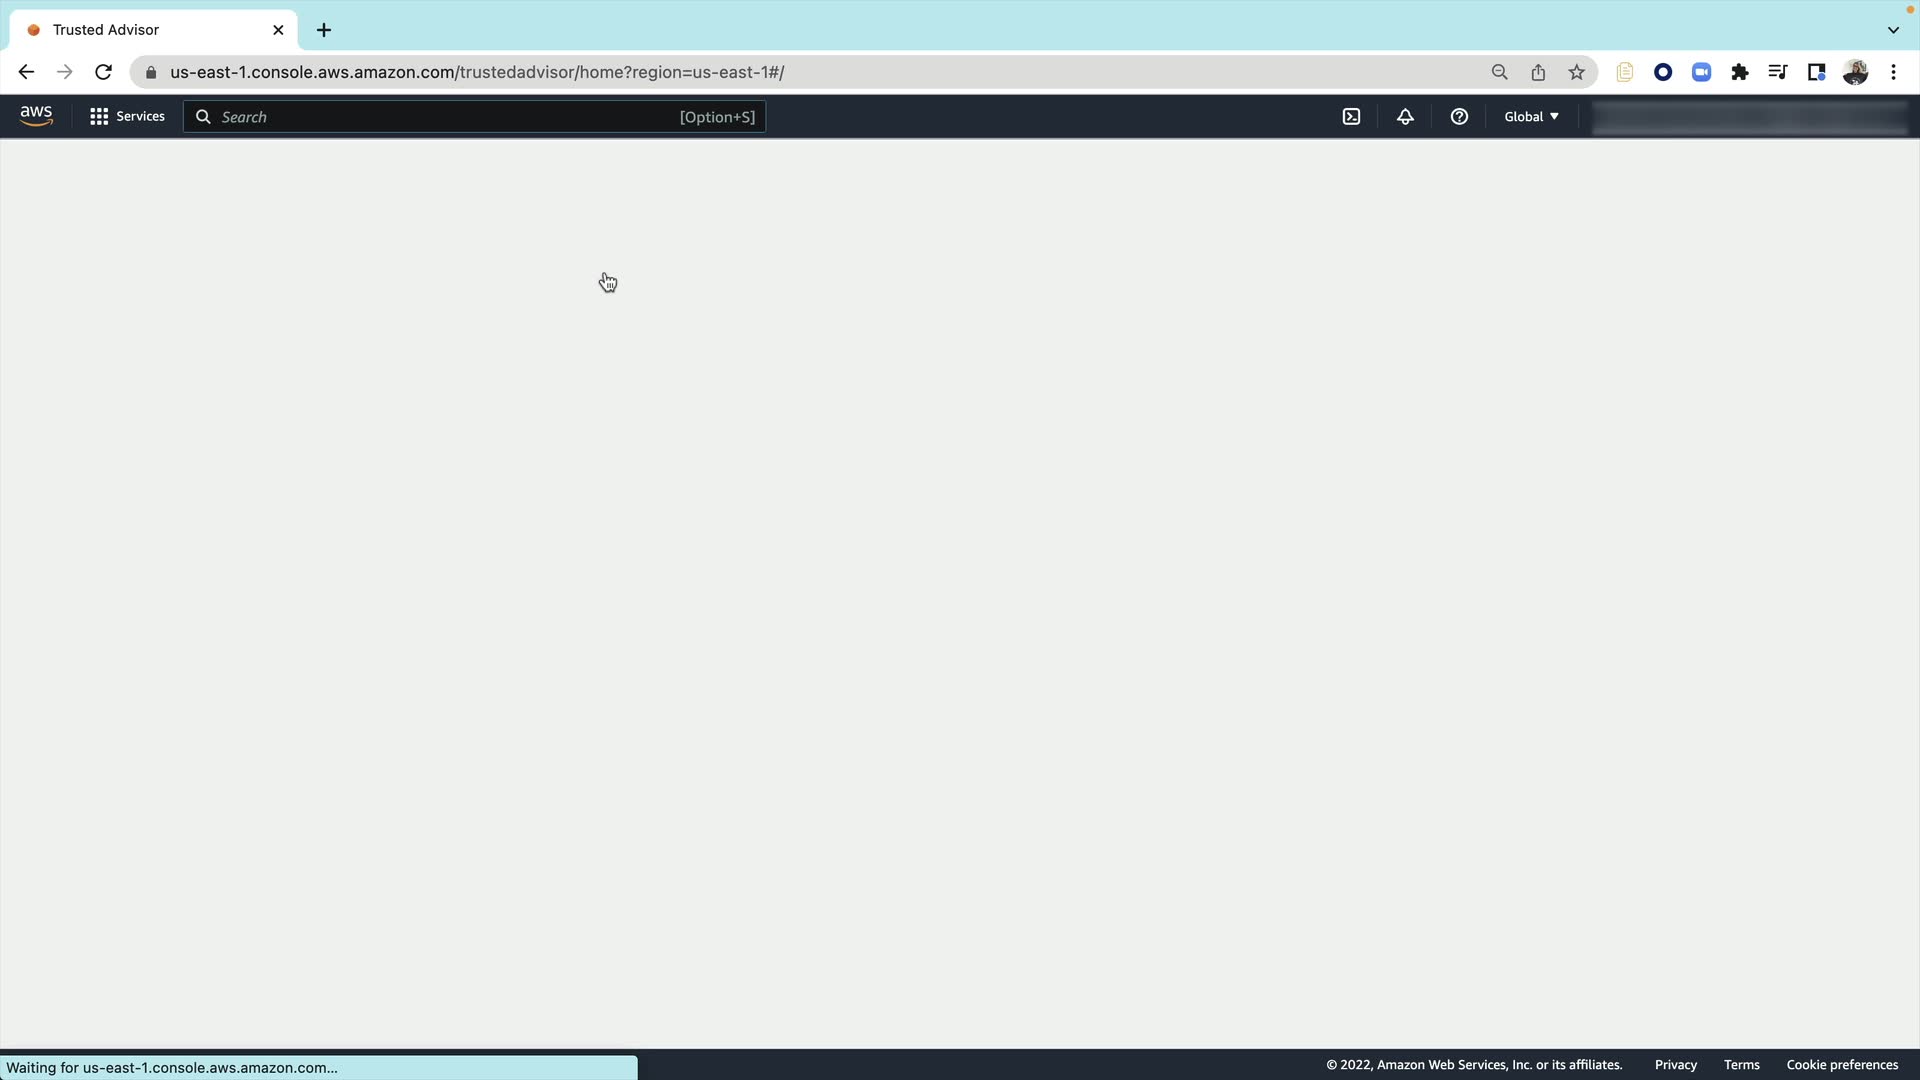 Trusted Advisor
us-east-1.console.aws.amazon.com/trustedadvisor/home?region=us-east-1#/
aws
Services
Search
[Option+S]
Global
Waiting for us-east-1.console.aws.amazon.com...
© 2022, Amazon Web Services, Inc. or its affiliates.
Privacy
Terms
Cookie preferences